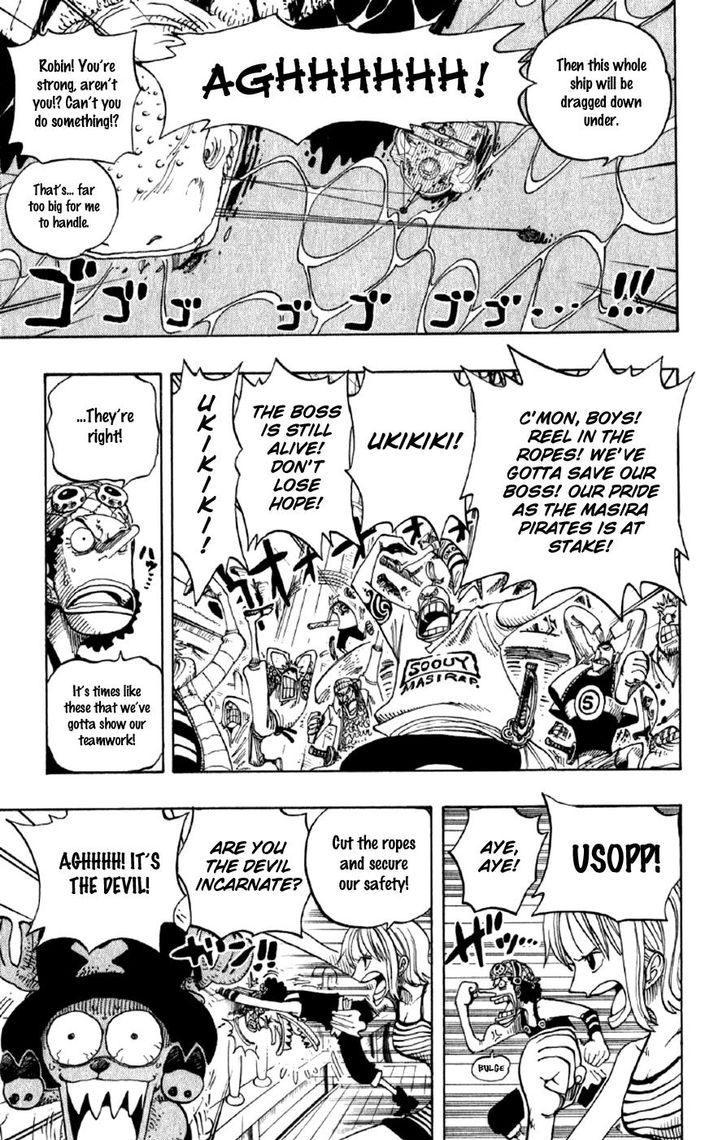 Then this whole
ship will be
dragged down
under.
AGHHHHHH!
Robin! You're
strong, aren't
you!? Can't you
do something!?
That's... far
too big for me
to handle.
ゴゴゴゴゴゴ...!!!
C'MON, BOYS!
REEL IN THE
ROPES! WE'VE
GOTTA SAVE OUR
BOSS! OUR PRIDE
AS THE MASIRA
PIRATES IS AT
STAKE!
UKIKIKI!
THE BOSS
IS STILL
ALIVE! DON'T
LOSE
HOPE!
UKIKIKI!
SOOUY
MASIRA P.
S
...They're
right!
It's times like
these that we've
gotta show our
teamwork!
USOPP!
AYE,
AYE!
BULGE
Cut the ropes
and secure
our safety!
ARE YOU
THE DEVIL
INCARNATE?
ガーン!!
AGHHHH! IT'S
THE DEVIL!